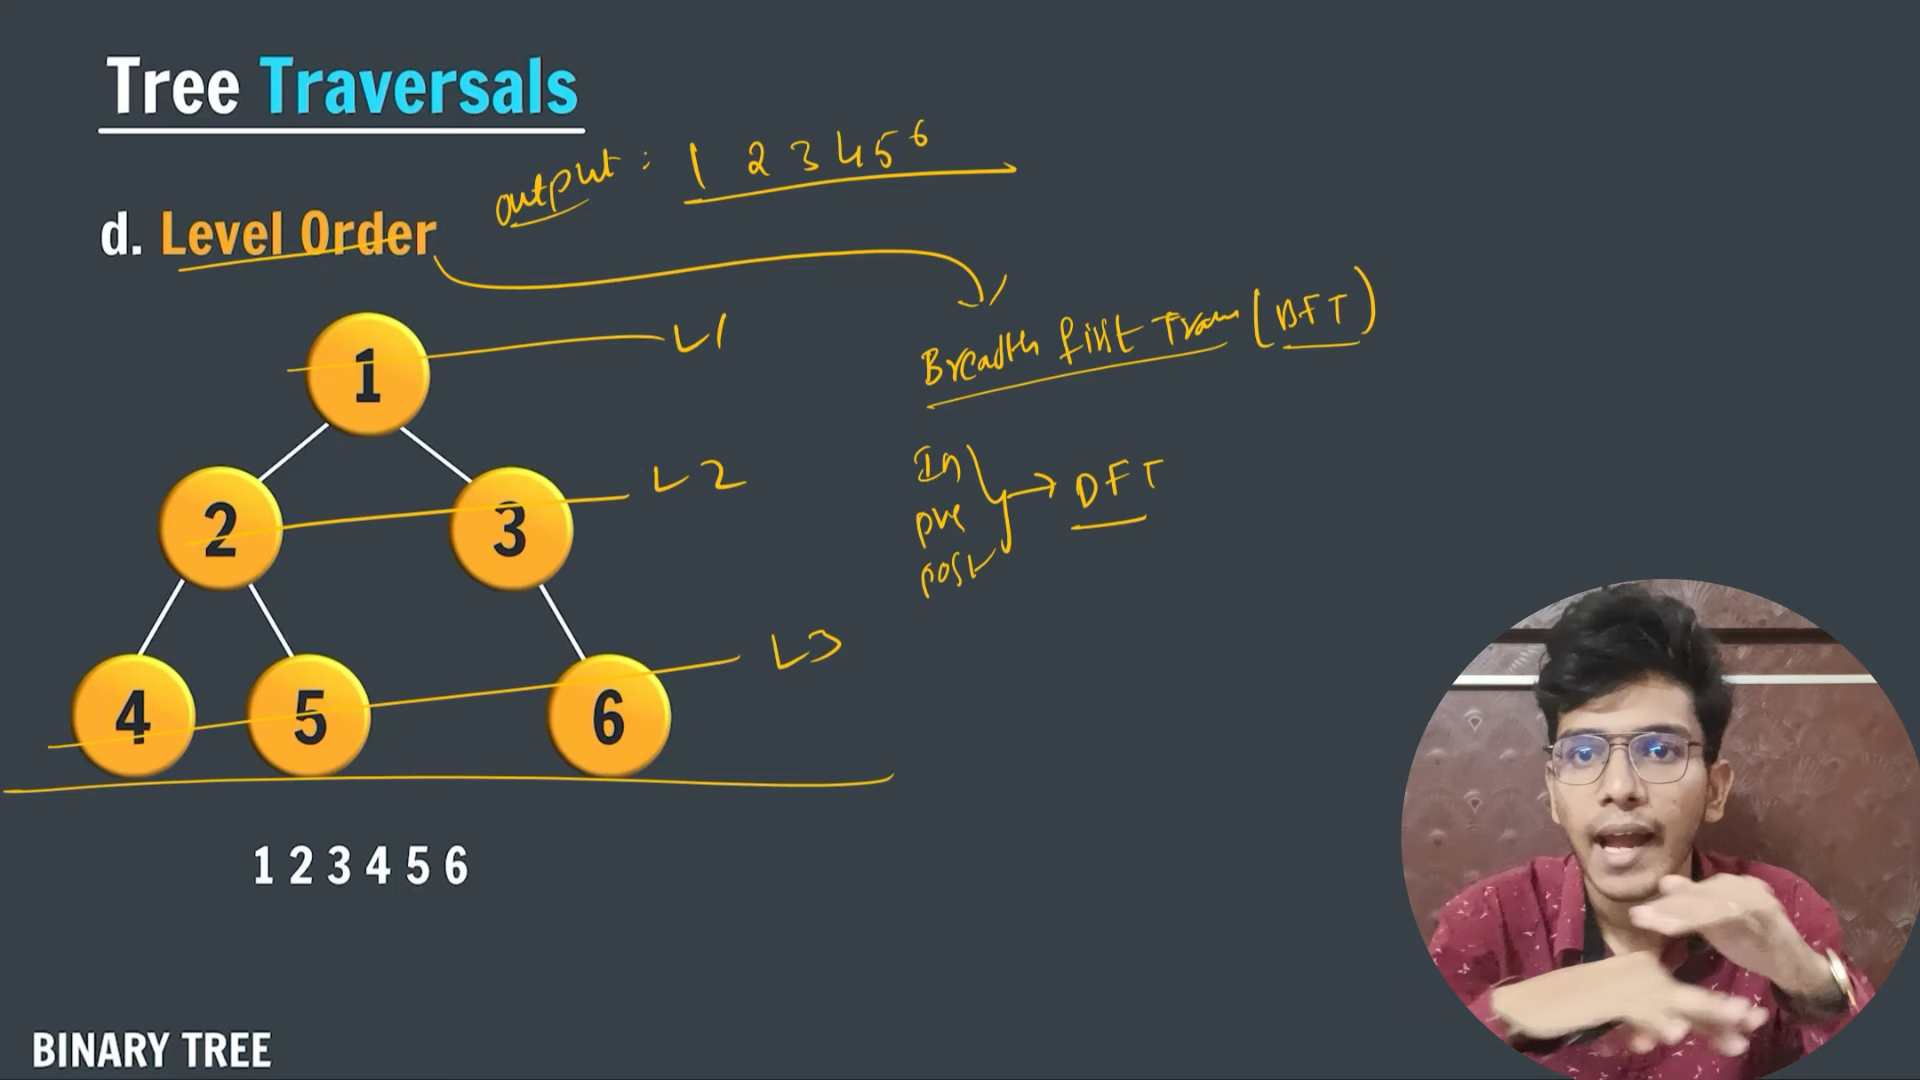 Tree Traversals
output : 1 2 3 4 5 6
d. Level Order
1
L1
Breadth first Trav (BFT)
2
3
L2
In
pre
post
DFT
4
5
6
L3
1 2 3 4 5 6
BINARY TREE